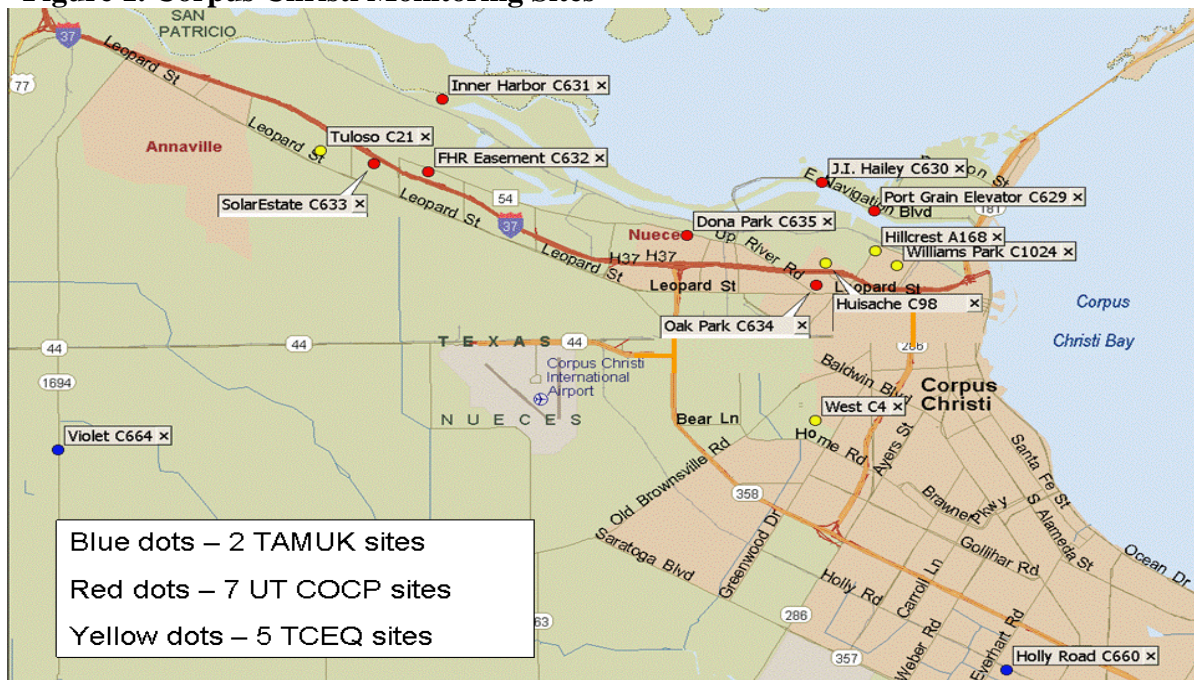 Figure 1. Corpus Christi Monitoring Sites
SAN
PATRICIO
37
Leopard St
77
Inner Harbor C631 ×
Annaville
Leopard St
Tuloso C21 ×
FHR Easement C632 ×
SolarEstate C633 ×
Leopard St
54
37
J.I. Hailey C630 ×
E Navigation Blvd
Port Grain Elevator C629 ×
181
Dona Park C635 ×
Up River Rd
Hillcrest A168 ×
Williams Park C1024 ×
H37 H37
Leopard St
Leopard St
Leopard St
Huisache C98 ×
Oak Park C634 ×
Corpus
Christi Bay
44
44
TEXAS
44
286
Corpus Christi
International
Airport
Baldwin Blvd
Corpus
Christi
1694
NUECES
Bear Ln
West C4 ×
Violet C664 ×
Home Rd
Ayers St
Santa Fe St
Old Brownsville Rd
358
Brawner Pkwy
S Alameda St
Saratoga Blvd
Greenwood Dr
Gollihar Rd
Ocean Dr
Holly Rd
Carroll Ln
286
Weber Rd
Everhart Rd
63
357
Holly Road C660 ×
Blue dots – 2 TAMUK sites
Red dots – 7 UT COCP sites
Yellow dots – 5 TCEQ sites